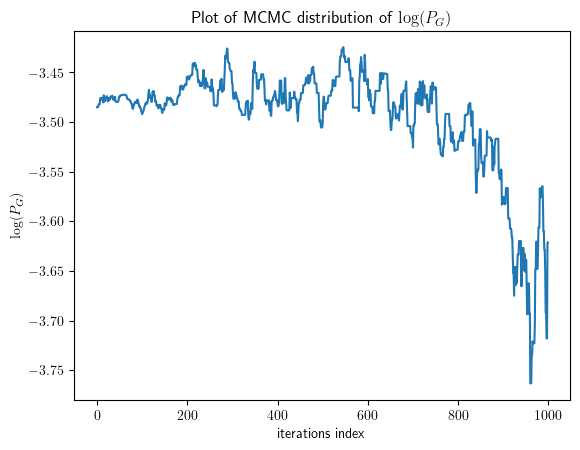 Plot of MCMC distribution of log(P_G)
log(P_G)
−3.45
−3.50
−3.55
−3.60
−3.65
−3.70
−3.75
0 200 400 600 800 1000
iterations index